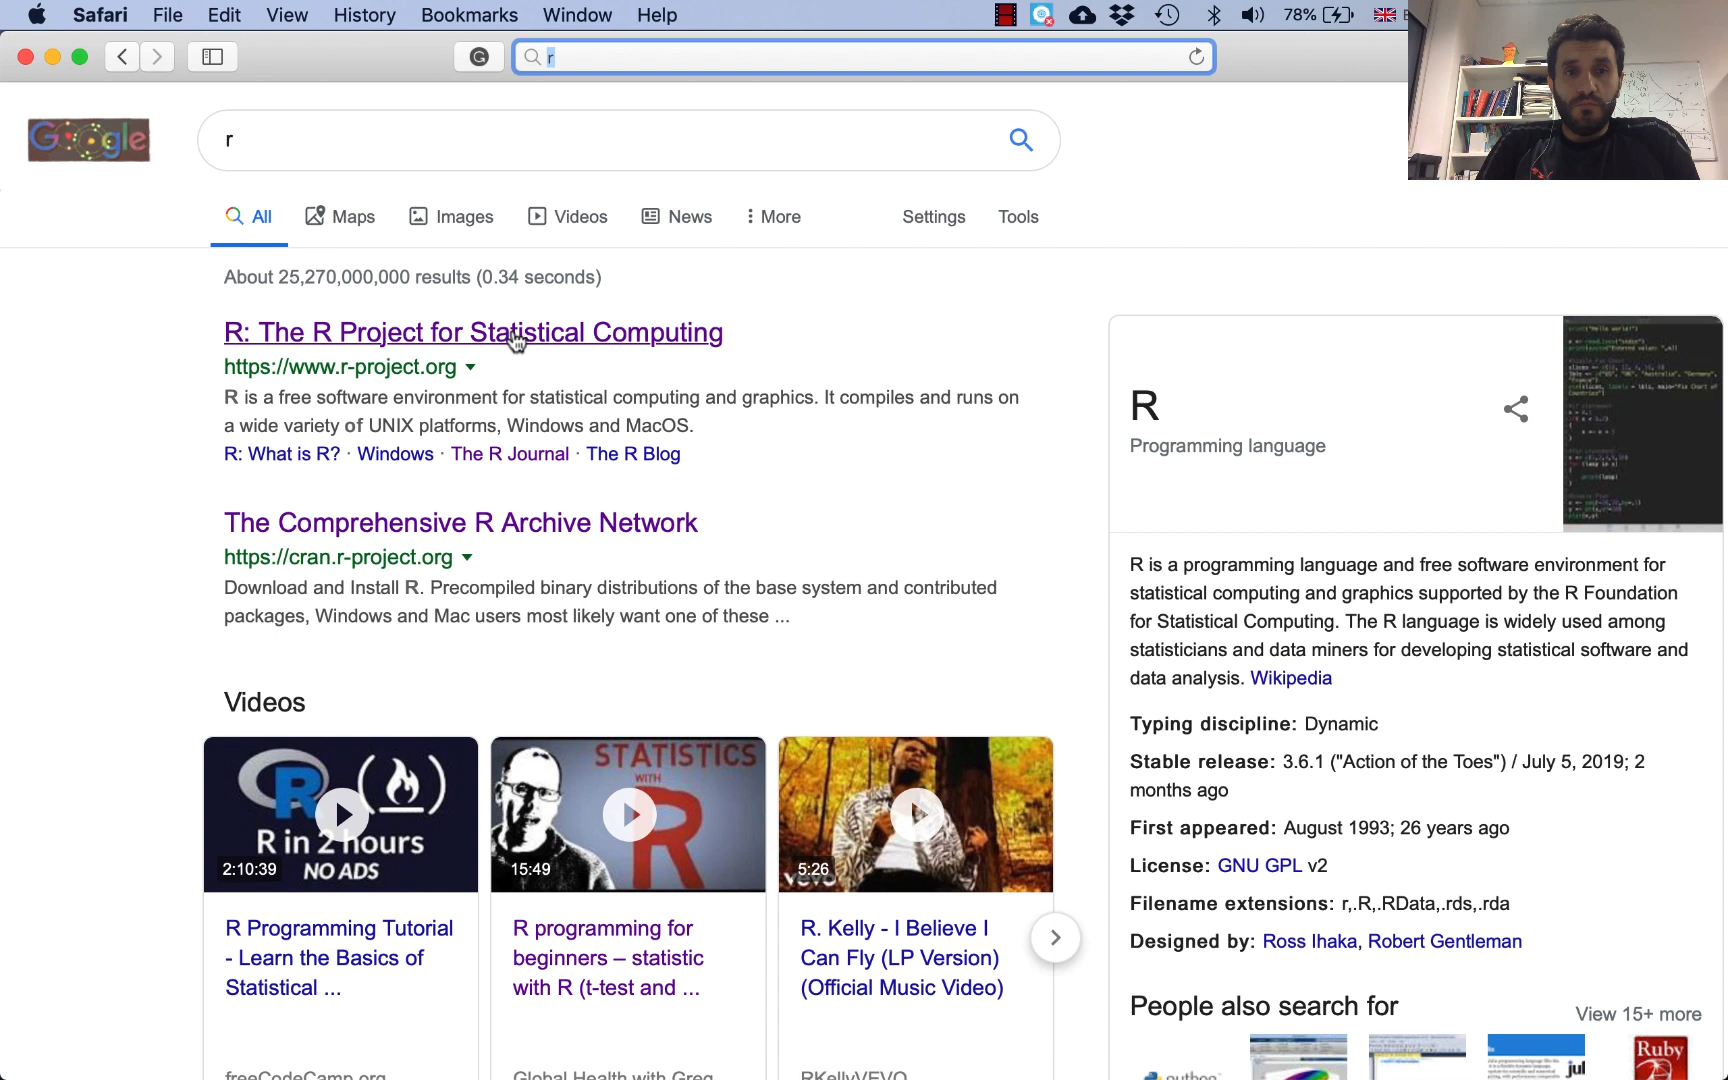 Safari File Edit View History Bookmarks Window Help 78%
r
Google
r
All Maps Images Videos News More Settings Tools
About 25,270,000,000 results (0.34 seconds)
R: The R Project for Statistical Computing
https://www.r-project.org
R is a free software environment for statistical computing and graphics. It compiles and runs on
a wide variety of UNIX platforms, Windows and MacOS.
R: What is R? · Windows · The R Journal · The R Blog
The Comprehensive R Archive Network
https://cran.r-project.org
Download and Install R. Precompiled binary distributions of the base system and contributed
packages, Windows and Mac users most likely want one of these ...
Videos
R
R in 2 hours
NO ADS
2:10:39
STATISTICS
WITH
R
15:49
5:26
vevo
R Programming Tutorial
- Learn the Basics of
Statistical ...
R programming for
beginners – statistic
with R (t-test and ...
R. Kelly - I Believe I
Can Fly (LP Version)
(Official Music Video)
freeCodeCamp.org
Global Health with Greg
RKellyVEVO
R
Programming language
R is a programming language and free software environment for
statistical computing and graphics supported by the R Foundation
for Statistical Computing. The R language is widely used among
statisticians and data miners for developing statistical software and
data analysis. Wikipedia
Typing discipline: Dynamic
Stable release: 3.6.1 ("Action of the Toes") / July 5, 2019; 2
months ago
First appeared: August 1993; 26 years ago
License: GNU GPL v2
Filename extensions: r,.R,.RData,.rds,.rda
Designed by: Ross Ihaka, Robert Gentleman
People also search for
View 15+ more
python
jul
Ruby